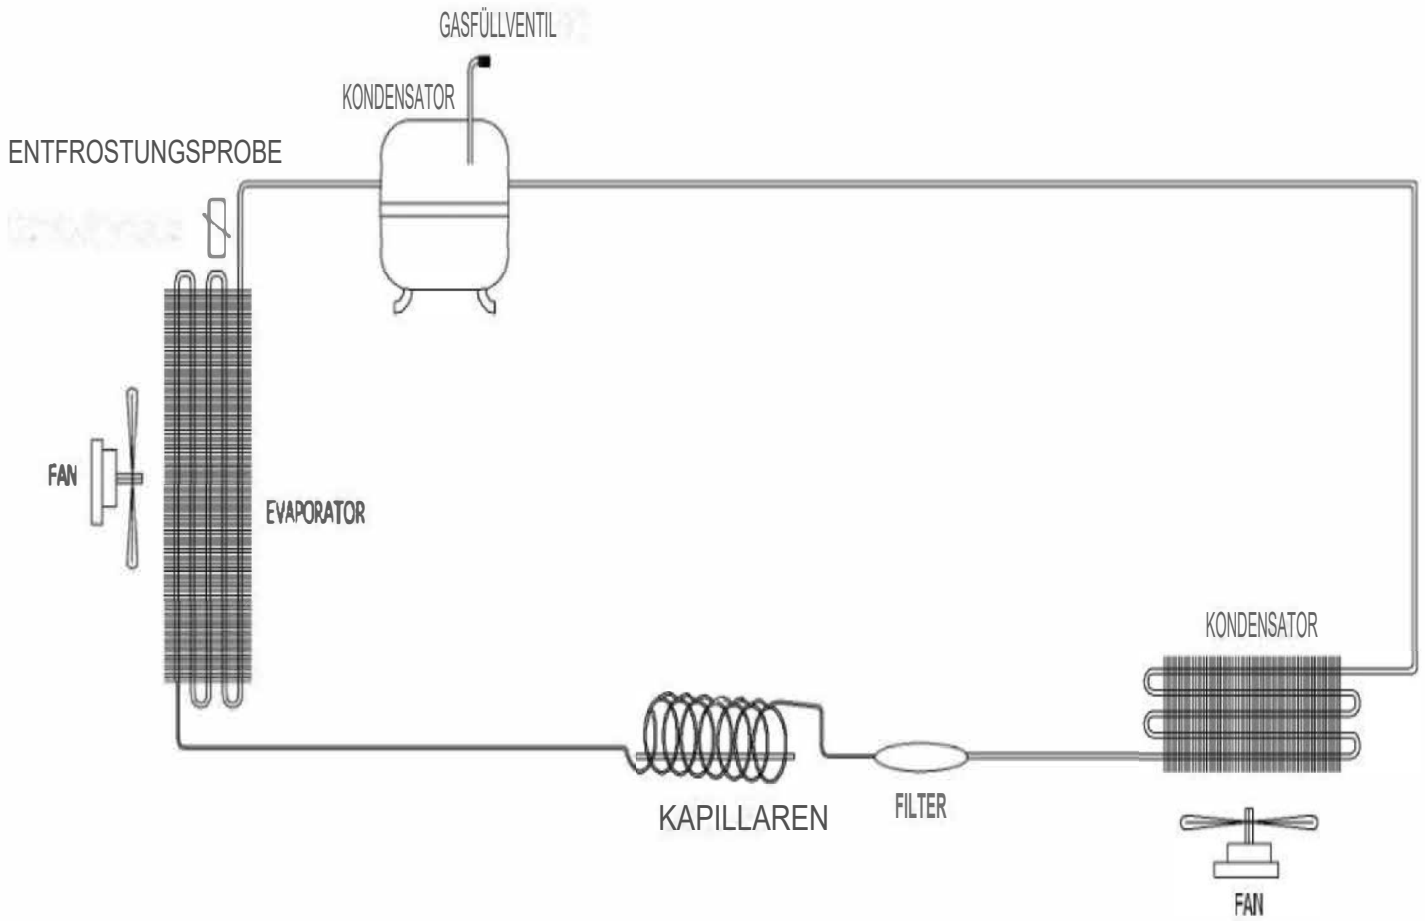 GASFÜLLVENTIL
KONDENSATOR
ENTFROSTUNGSPROBE
FAN
EVAPORATOR
KONDENSATOR
KAPILLAREN
FILTER
FAN